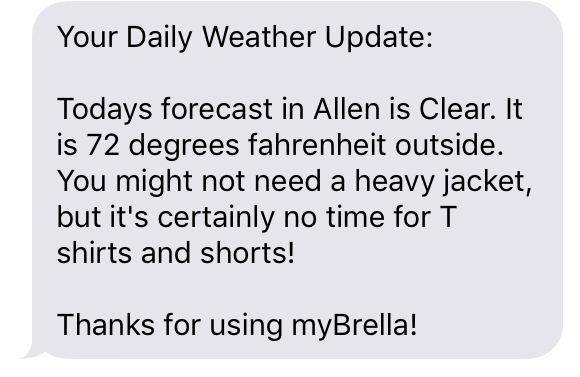 Your Daily Weather Update:
Todays forecast in Allen is Clear. It
is 72 degrees fahrenheit outside.
You might not need a heavy jacket,
but it's certainly no time for T
shirts and shorts!
Thanks for using myBrella!